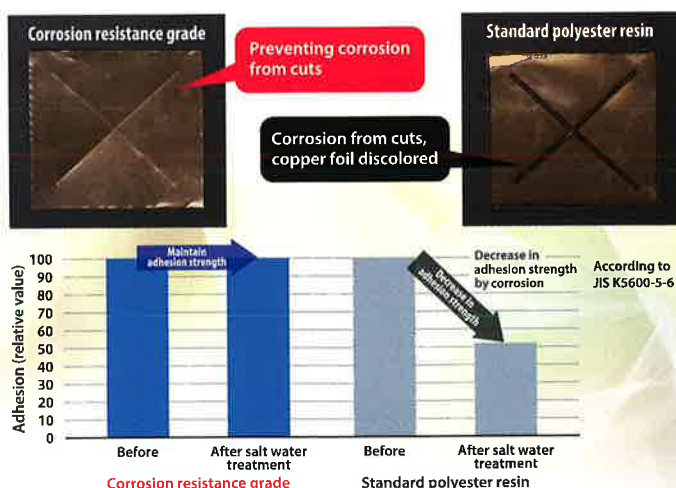 Corrosion resistance grade
Preventing corrosion
from cuts
Standard polyester resin
Corrosion from cuts,
copper foil discolored
Adhesion (relative value)
100
90
80
70
60
50
40
30
20
10
0
Maintain
adhesion strength
Decrease in
adhesion strength
Decrease in
adhesion strength
by corrosion
According to
JIS K5600-5-6
Before
After salt water
treatment
Before
After salt water
treatment
Corrosion resistance grade
Standard polyester resin